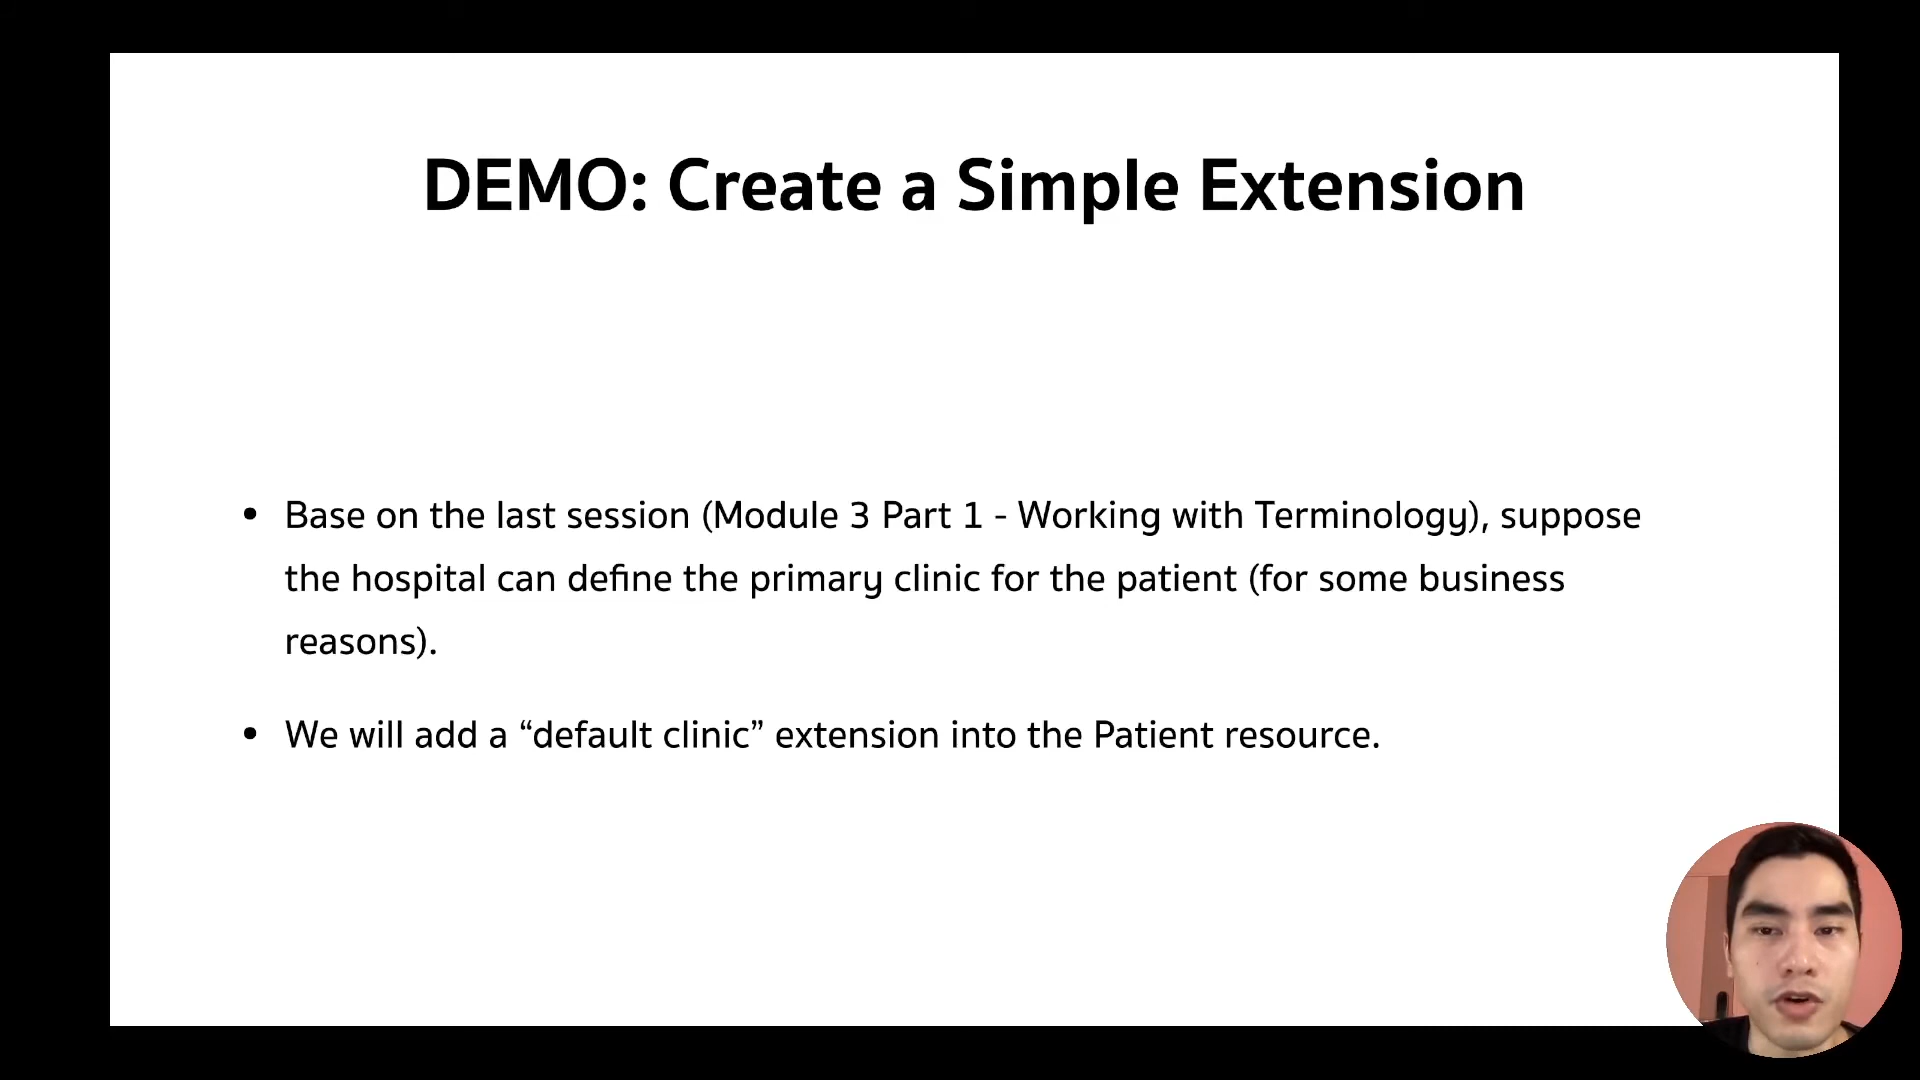 DEMO: Create a Simple Extension
• Base on the last session (Module 3 Part 1 - Working with Terminology), suppose
the hospital can define the primary clinic for the patient (for some business
reasons).
• We will add a “default clinic” extension into the Patient resource.